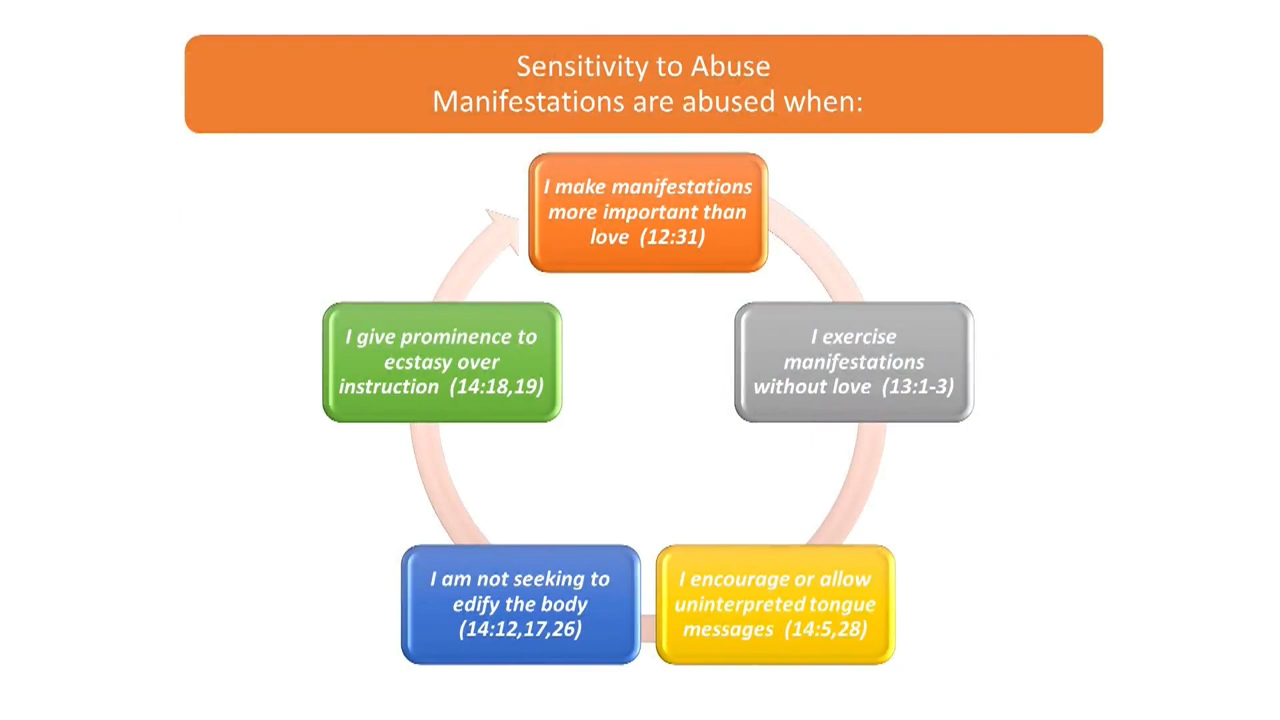 Sensitivity to Abuse
Manifestations are abused when:
I make manifestations
more important than
love (12:31)
I exercise
manifestations
without love (13:1-3)
I encourage or allow
uninterpreted tongue
messages (14:5,28)
I am not seeking to
edify the body
(14:12,17,26)
I give prominence to
ecstasy over
instruction (14:18,19)